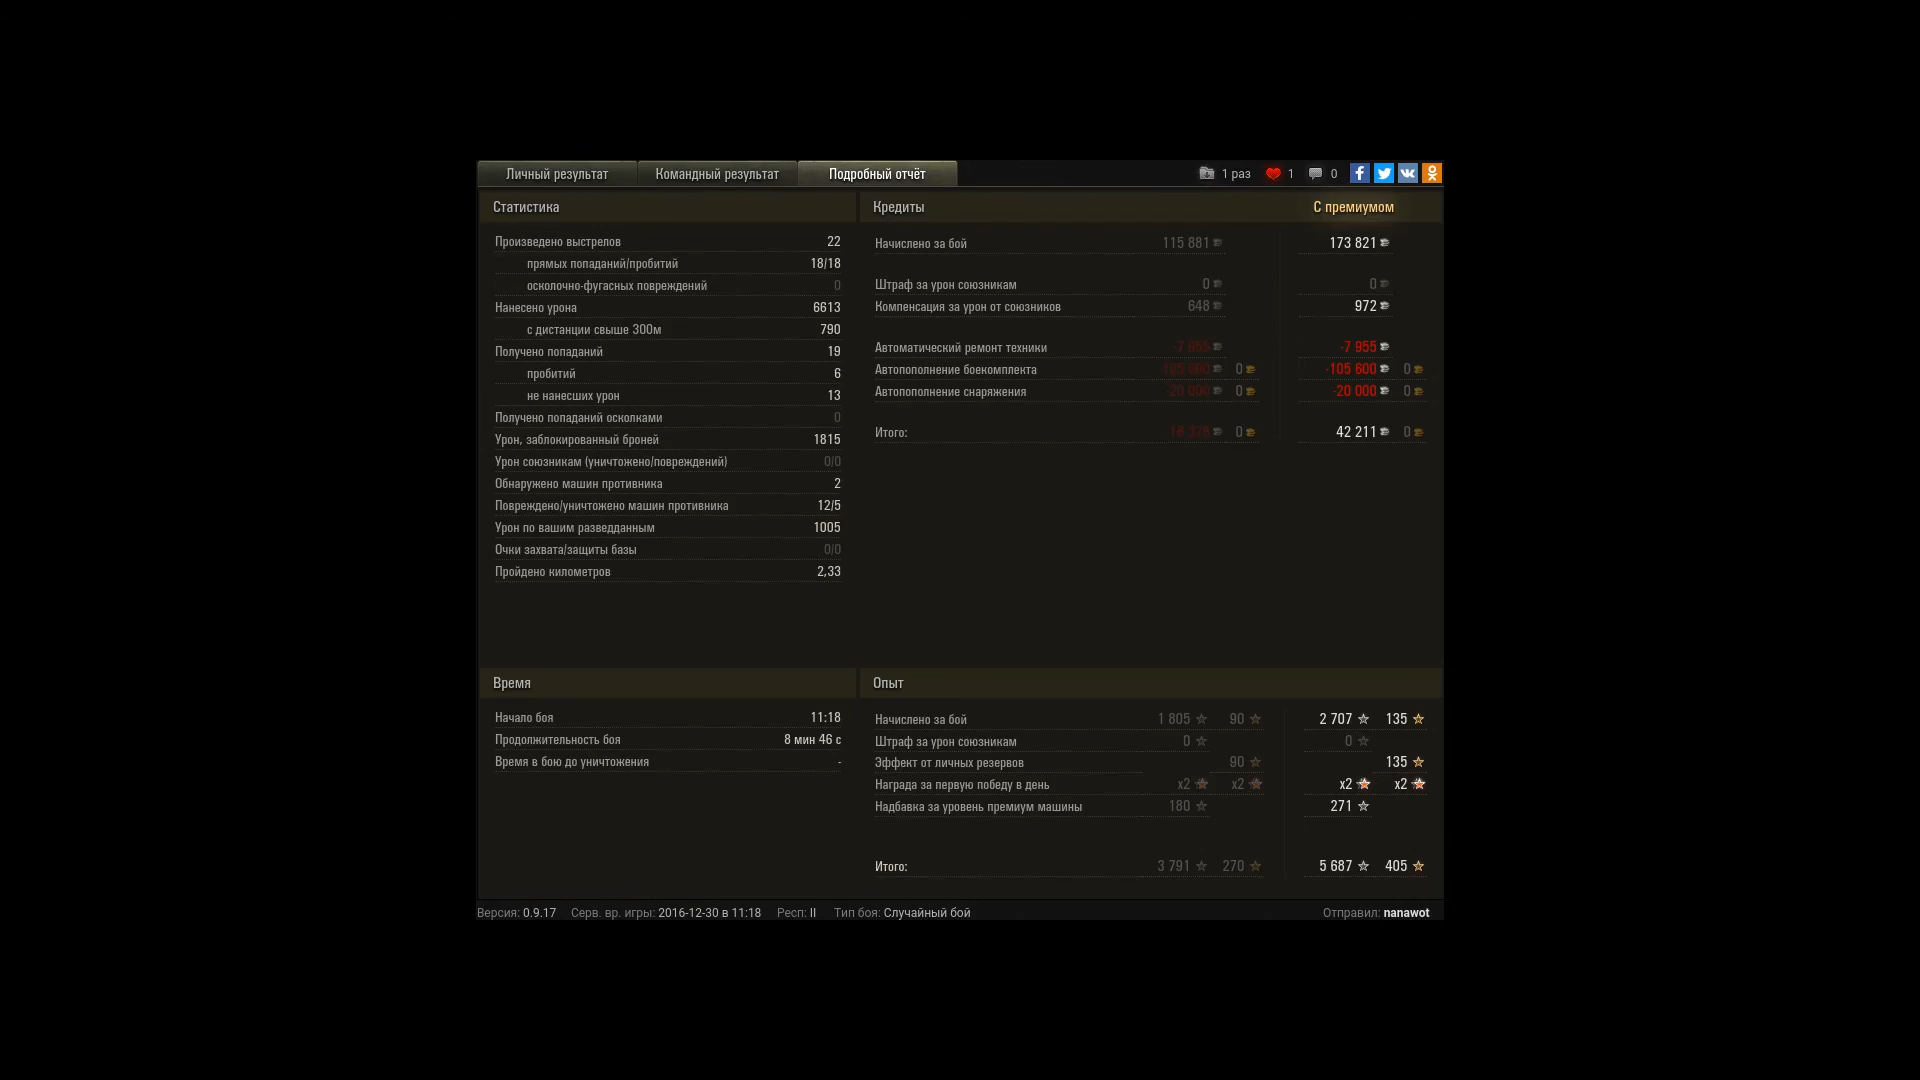 Личный результат Командный результат Подробный отчёт 1 раз 1 0
Статистика
Произведено выстрелов 22
прямых попаданий/пробитий 18/18
осколочно-фугасных повреждений 0
Нанесено урона 6613
с дистанции свыше 300м 790
Получено попаданий 19
пробитий 6
не нанесших урон 13
Получено попаданий осколками 0
Урон, заблокированный броней 1815
Урон союзникам (уничтожено/повреждений) 0/0
Обнаружено машин противника 2
Повреждено/уничтожено машин противника 12/5
Урон по вашим разведданным 1005
Очки захвата/защиты базы 0/0
Пройдено километров 2,33
Кредиты С премиумом
Начислено за бой 115 881 173 821
Штраф за урон союзникам 0 0
Компенсация за урон от союзников 648 972
Автоматический ремонт техники -7 955 -7 955
Автопополнение боекомплекта -105 600 0 -105 600 0
Автопополнение снаряжения -20 000 0 -20 000 0
Итого: 0 42 211 0
Время
Начало боя 11:18
Продолжительность боя 8 мин 46 с
Время в бою до уничтожения -
Опыт
Начислено за бой 1 805 90 2 707 135
Штраф за урон союзникам 0 0
Эффект от личных резервов 90 135
Награда за первую победу в день x2 x2 x2 x2
Надбавка за уровень премиум машины 180 271
Итого: 3 791 270 5 687 405
Версия: 0.9.17 Серв. вр. игры: 2016-12-30 в 11:18 Респ: II Тип боя: Случайный бой Отправил: nanawot